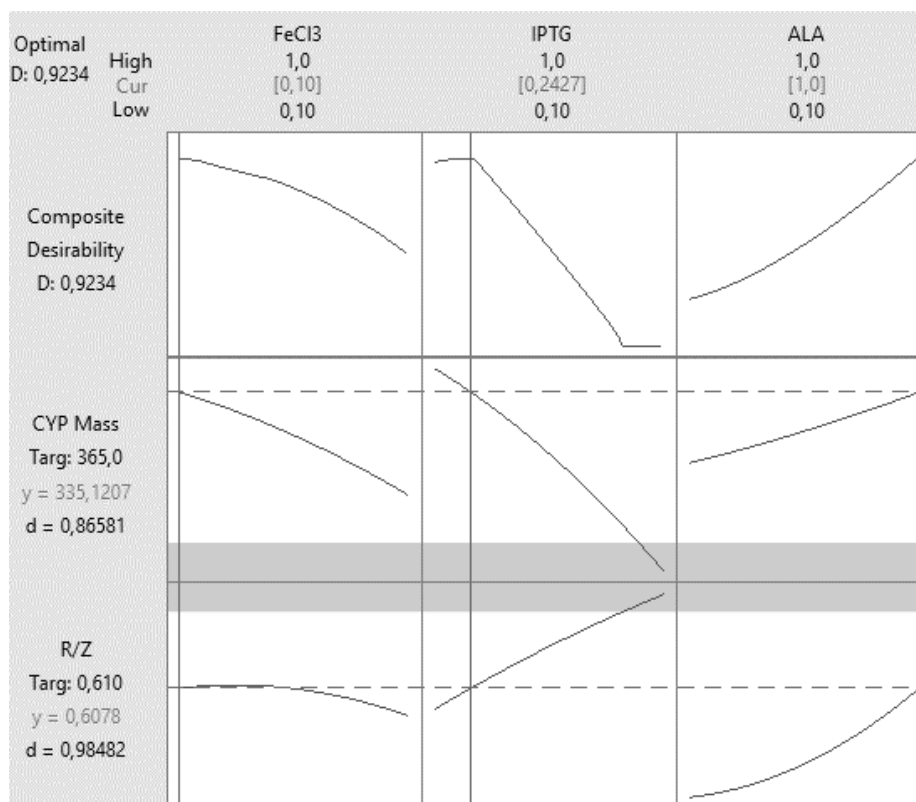 Optimal
D: 0,9234
High
Cur
Low
FeCl3
1,0
[0,10]
0,10
IPTG
1,0
[0,2427]
0,10
ALA
1,0
[1,0]
0,10
Composite
Desirability
D: 0,9234
CYP Mass
Targ: 365,0
y = 335,1207
d = 0,86581
R/Z
Targ: 0,610
y = 0,6078
d = 0,98482